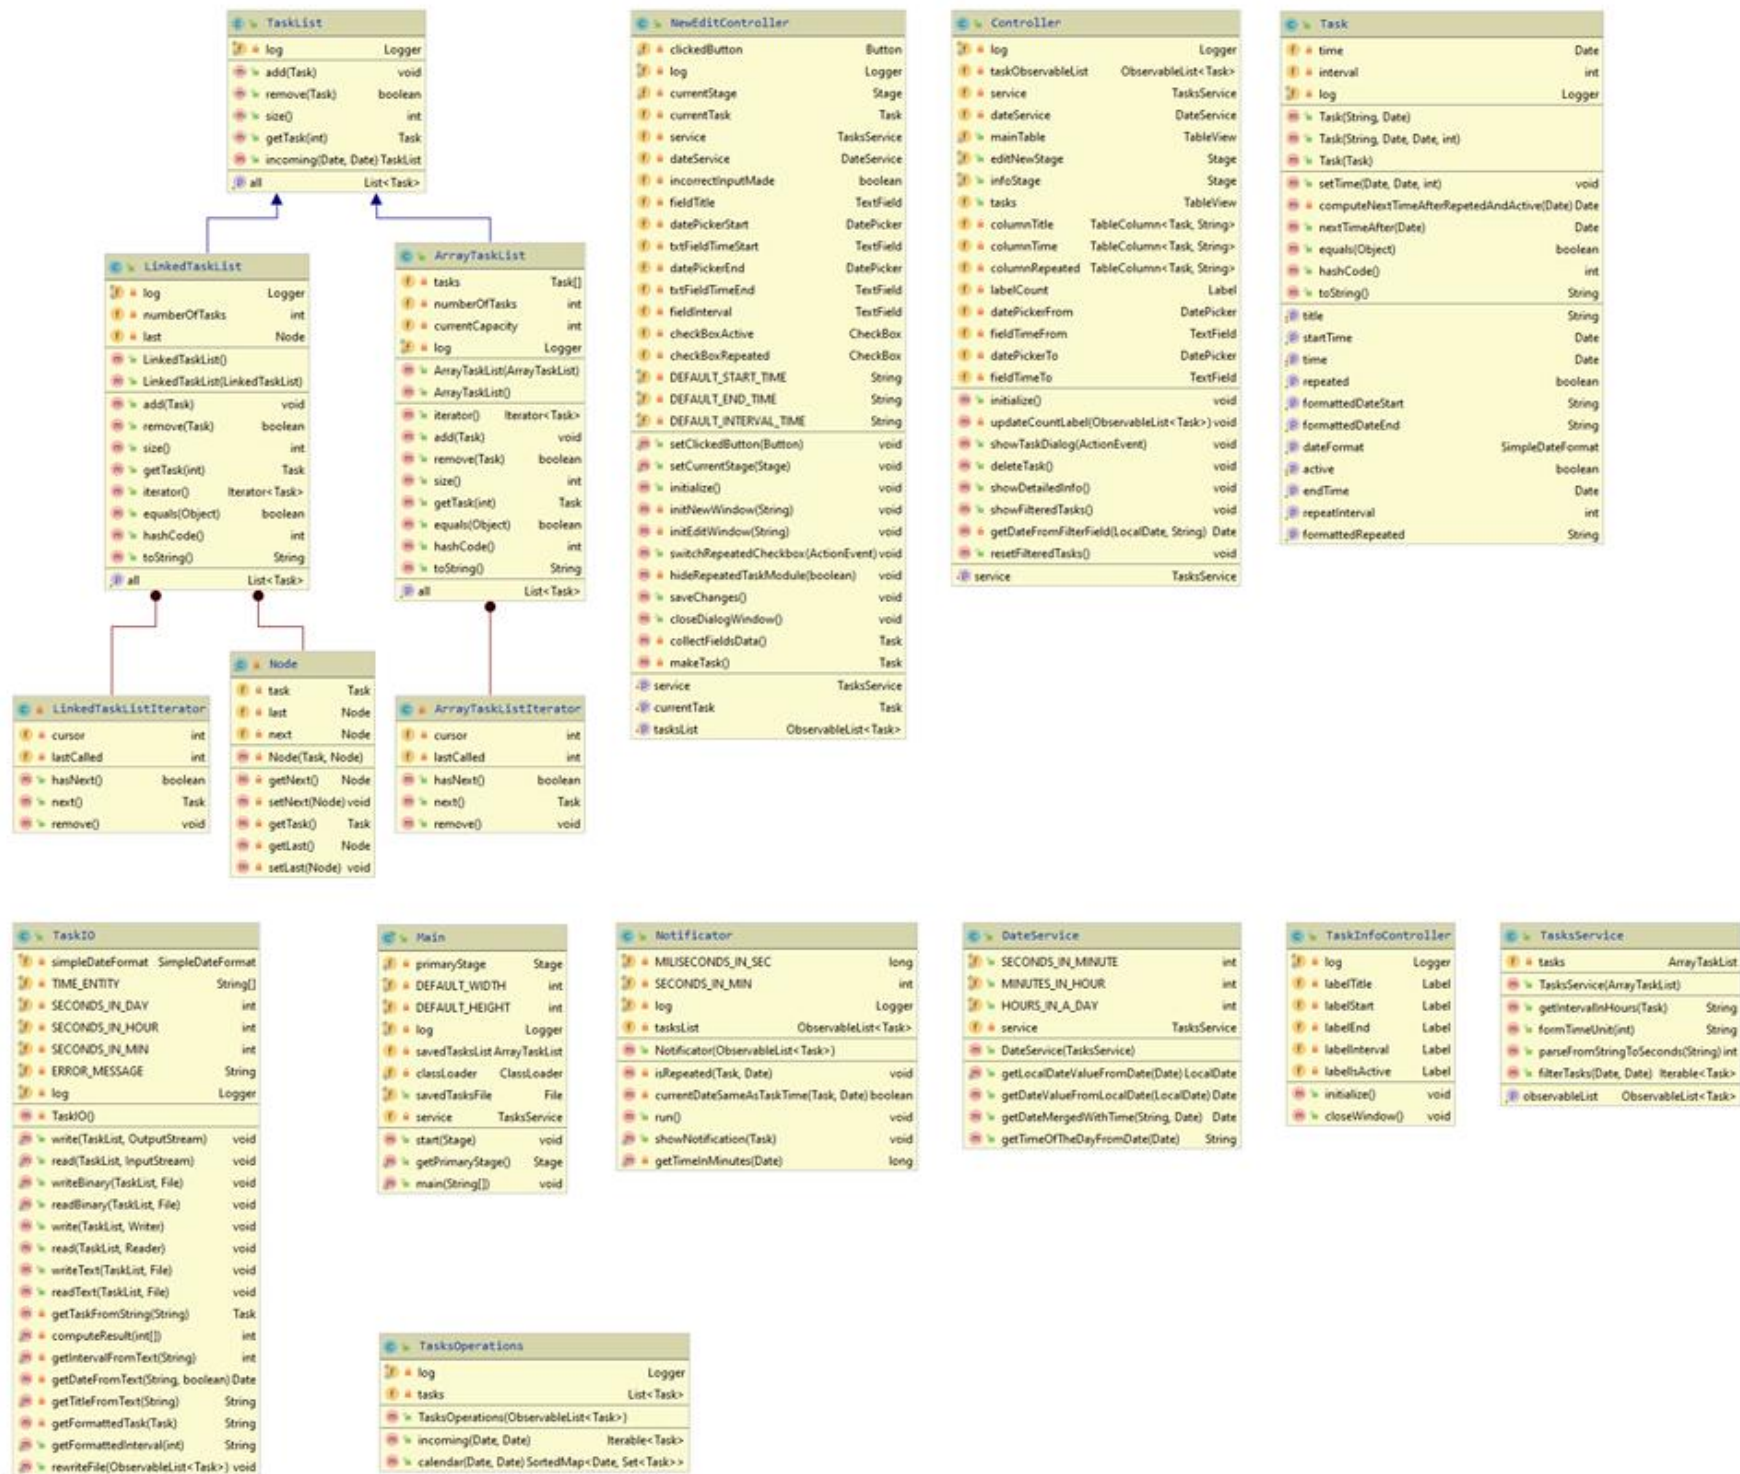 TaskList
log Logger
add(Task) void
remove(Task) boolean
size() int
getTask(int) Task
incoming(Date, Date) TaskList
all List<Task>
LinkedTaskList
log Logger
numberOfTasks int
last Node
LinkedTaskList()
LinkedTaskList(LinkedTaskList)
add(Task) void
remove(Task) boolean
size() int
getTask(int) Task
iterator() Iterator<Task>
equals(Object) boolean
hashCode() int
toString() String
all List<Task>
ArrayTaskList
tasks Task[]
numberOfTasks int
currentCapacity int
log Logger
ArrayTaskList(ArrayTaskList)
ArrayTaskList()
iterator() Iterator<Task>
add(Task) void
remove(Task) boolean
size() int
getTask(int) Task
equals(Object) boolean
hashCode() int
toString() String
all List<Task>
LinkedTaskListIterator
cursor int
lastCalled int
hasNext() boolean
next() Task
remove() void
Node
task Task
last Node
next Node
Node(Task, Node)
getNext() Node
setNext(Node) void
getTask() Task
getLast() Node
setLast(Node) void
ArrayTaskListIterator
cursor int
lastCalled int
hasNext() boolean
next() Task
remove() void
NewEditController
clickedButton Button
log Logger
currentStage Stage
currentTask Task
service TasksService
dateService DateService
incorrectInputMade boolean
fieldTitle TextField
datePickerStart DatePicker
txtFieldTimeStart TextField
datePickerEnd DatePicker
txtFieldTimeEnd TextField
fieldInterval TextField
checkBoxActive CheckBox
checkBoxRepeated CheckBox
DEFAULT_START_TIME String
DEFAULT_END_TIME String
DEFAULT_INTERVAL_TIME String
setClickedButton(Button) void
setCurrentStage(Stage) void
initialize() void
initNewWindow(String) void
initEditWindow(String) void
switchRepeatedCheckbox(ActionEvent) void
hideRepeatedTaskModule(boolean) void
saveChanges() void
closeDialogWindow() void
collectFieldsData() Task
makeTask() Task
service TasksService
currentTask Task
tasksList ObservableList<Task>
Controller
log Logger
taskObservableList ObservableList<Task>
service TasksService
dateService DateService
mainTable TableView
editNewStage Stage
infoStage Stage
tasks TableView
columnTitle TableColumn<Task, String>
columnTime TableColumn<Task, String>
columnRepeated TableColumn<Task, String>
labelCount Label
datePickerFrom DatePicker
fieldTimeFrom TextField
datePickerTo DatePicker
fieldTimeTo TextField
initialize() void
updateCountLabel(ObservableList<Task>) void
showTaskDialog(ActionEvent) void
deleteTask() void
showDetailedInfo() void
showFilteredTasks() void
getDateFromFilterField(LocalDate, String) Date
resetFilteredTasks() void
service TasksService
Task
time Date
interval int
log Logger
Task(String, Date)
Task(String, Date, Date, int)
Task(Task)
setTime(Date, Date, int) void
computeNextTimeAfterRepetedAndActive(Date) Date
nextTimeAfter(Date) Date
equals(Object) boolean
hashCode() int
toString() String
title String
startTime Date
time Date
repeated boolean
formattedDateStart String
formattedDateEnd String
dateFormat SimpleDateFormat
active boolean
endTime Date
repeatInterval int
formattedRepeated String
TaskIO
simpleDateFormat SimpleDateFormat
TIME_ENTITY String[]
SECONDS_IN_DAY int
SECONDS_IN_HOUR int
SECONDS_IN_MIN int
ERROR_MESSAGE String
log Logger
TaskIO()
write(TaskList, OutputStream) void
read(TaskList, InputStream) void
writeBinary(TaskList, File) void
readBinary(TaskList, File) void
write(TaskList, Writer) void
read(TaskList, Reader) void
writeText(TaskList, File) void
readText(TaskList, File) void
getTaskFromString(String) Task
computeResult(int[]) int
getIntervalFromText(String) int
getDateFromText(String, boolean) Date
getTitleFromText(String) String
getFormattedTask(Task) String
getFormattedInterval(int) String
rewriteFile(ObservableList<Task>) void
Main
primaryStage Stage
DEFAULT_WIDTH int
DEFAULT_HEIGHT int
log Logger
savedTasksList ArrayTaskList
classLoader ClassLoader
savedTasksFile File
service TasksService
start(Stage) void
getPrimaryStage() Stage
main(String[]) void
Notificator
MILISECONDS_IN_SEC long
SECONDS_IN_MIN int
log Logger
tasksList ObservableList<Task>
Notificator(ObservableList<Task>)
isRepeated(Task, Date) void
currentDateSameAsTaskTime(Task, Date) boolean
run() void
showNotification(Task) void
getTimeInMinutes(Date) long
DateService
SECONDS_IN_MINUTE int
MINUTES_IN_HOUR int
HOURS_IN_A_DAY int
service TasksService
DateService(TasksService)
getLocalDateValueFromDate(Date) LocalDate
getDateValueFromLocalDate(LocalDate) Date
getDateMergedWithTime(String, Date) Date
getTimeOfTheDayFromDate(Date) String
TaskInfoController
log Logger
labelTitle Label
labelStart Label
labelEnd Label
labelInterval Label
labelIsActive Label
initialize() void
closeWindow() void
TasksService
tasks ArrayTaskList
TasksService(ArrayTaskList)
getIntervalInHours(Task) String
formTimeUnit(int) String
parseFromStringToSeconds(String) int
filterTasks(Date, Date) Iterable<Task>
observableList ObservableList<Task>
TasksOperations
log Logger
tasks List<Task>
TasksOperations(ObservableList<Task>)
incoming(Date, Date) Iterable<Task>
calendar(Date, Date) SortedMap<Date, Set<Task>>